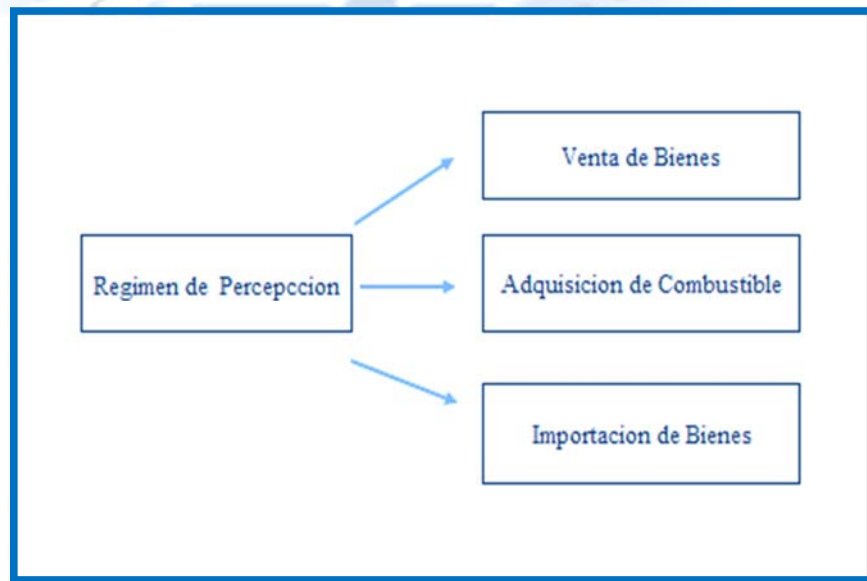 Venta de Bienes
Regimen de Percepccion
Adquisicion de Combustible
Importacion de Bienes